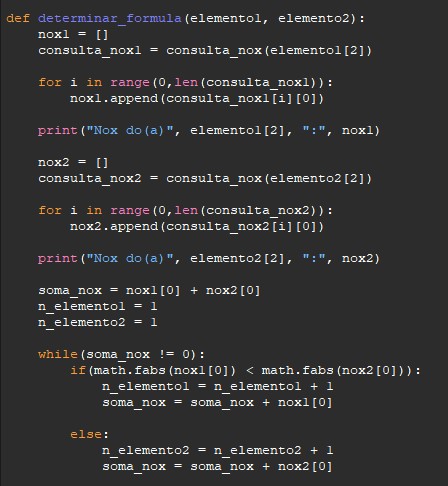 def determinar_formula(elemento1, elemento2):
    nox1 = []
    consulta_nox1 = consulta_nox(elemento1[2])
    for i in range(0,len(consulta_nox1)):
        nox1.append(consulta_nox1[i][0])
    print("Nox do(a)", elemento1[2], ":", nox1)
    nox2 = []
    consulta_nox2 = consulta_nox(elemento2[2])
    for i in range(0,len(consulta_nox2)):
        nox2.append(consulta_nox2[i][0])
    print("Nox do(a)", elemento2[2], ":", nox2)
    soma_nox = nox1[0] + nox2[0]
    n_elemento1 = 1
    n_elemento2 = 1
    while(soma_nox != 0):
        if(math.fabs(nox1[0]) < math.fabs(nox2[0])):
            n_elemento1 = n_elemento1 + 1
            soma_nox = soma_nox + nox1[0]
        else:
            n_elemento2 = n_elemento2 + 1
            soma_nox = soma_nox + nox2[0]